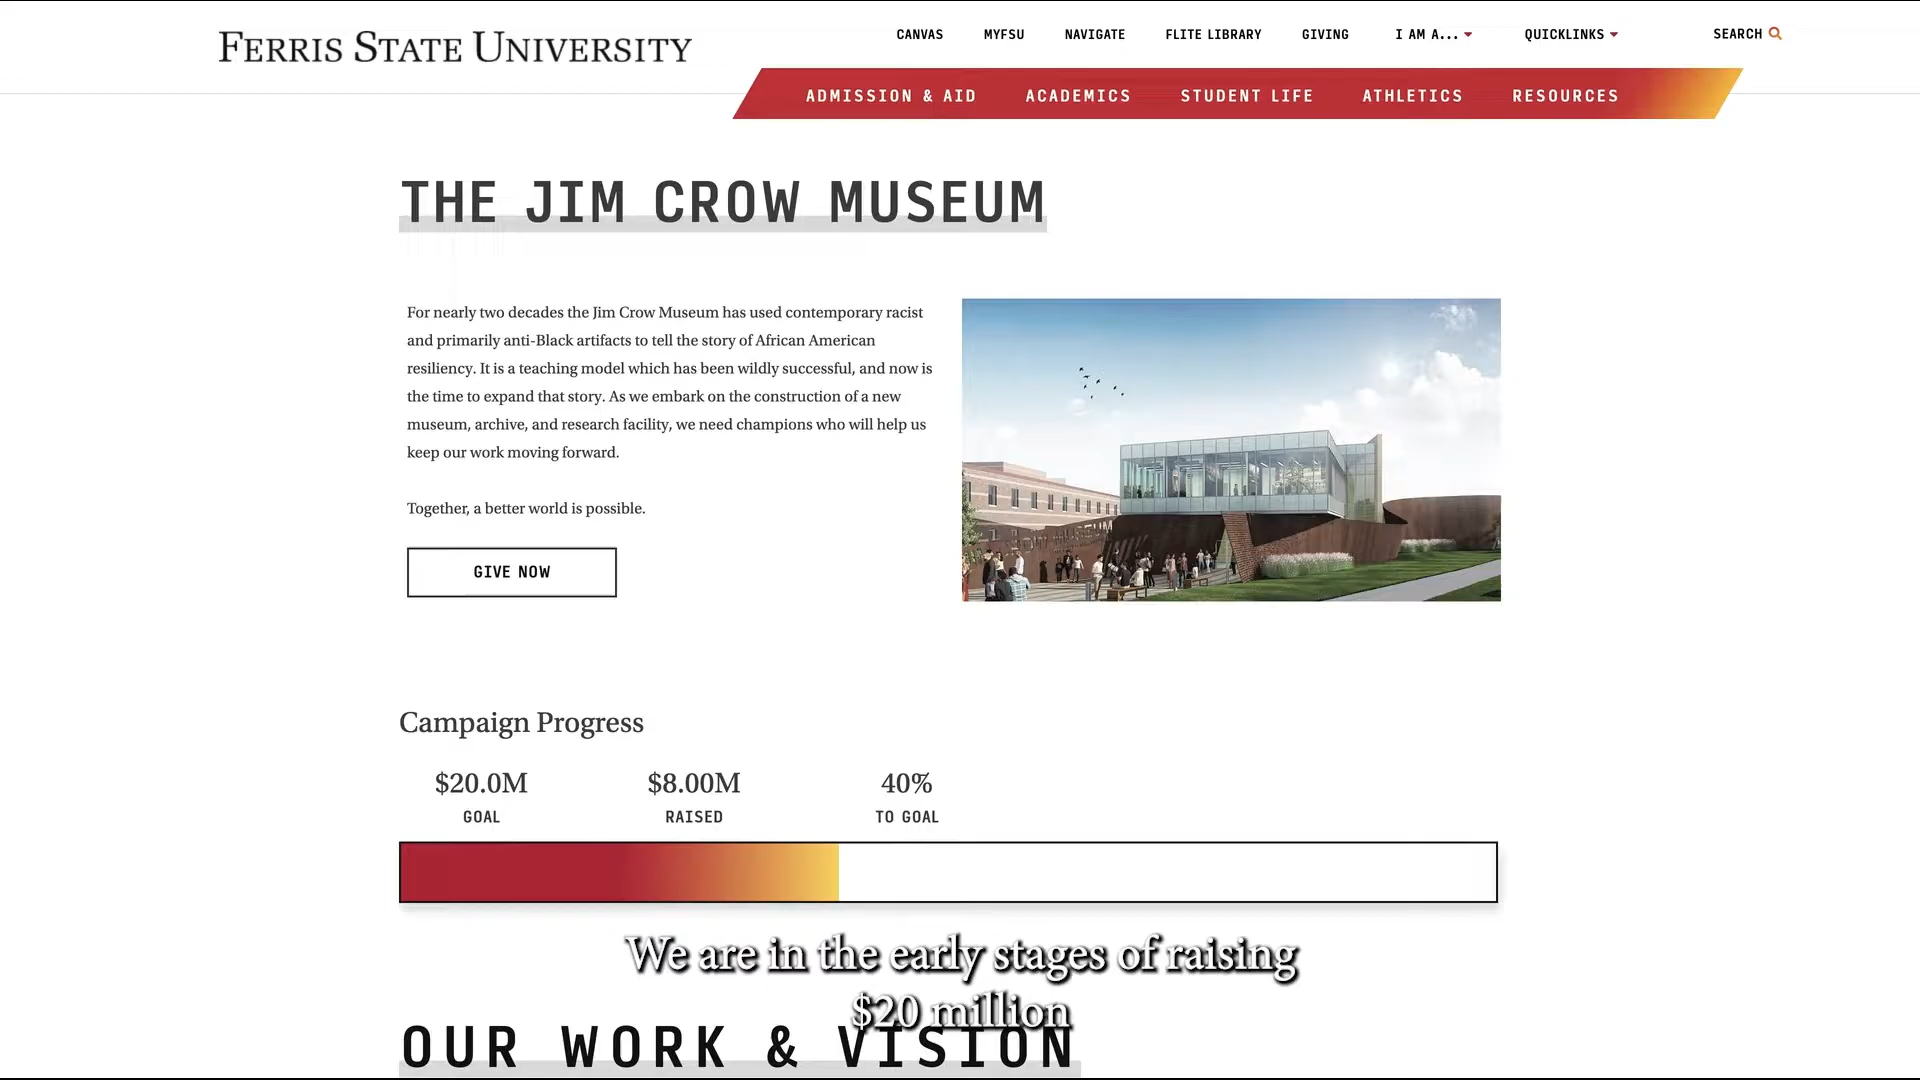 FERRIS STATE UNIVERSITY
CANVAS MYFSU NAVIGATE FLITE LIBRARY GIVING I AM A... QUICKLINKS SEARCH
ADMISSION & AID ACADEMICS STUDENT LIFE ATHLETICS RESOURCES
THE JIM CROW MUSEUM
For nearly two decades the Jim Crow Museum has used contemporary racist
and primarily anti-Black artifacts to tell the story of African American
resiliency. It is a teaching model which has been wildly successful, and now is
the time to expand that story. As we embark on the construction of a new
museum, archive, and research facility, we need champions who will help us
keep our work moving forward.
Together, a better world is possible.
GIVE NOW
Campaign Progress
$20.0M $8.00M 40%
GOAL RAISED TO GOAL
We are in the early stages of raising
$20 million
OUR WORK & VISION